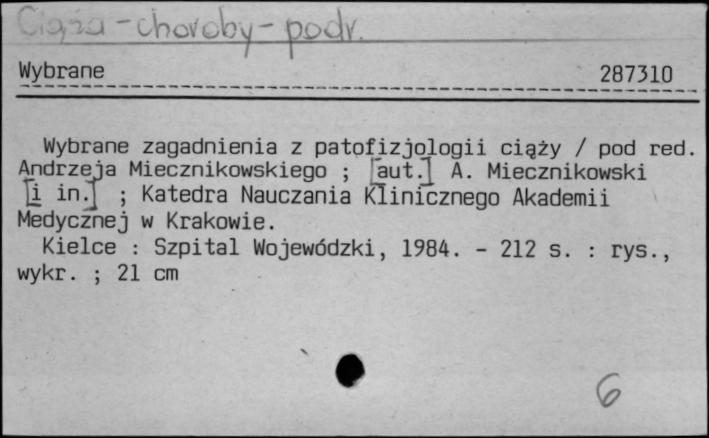 Ciąża - choroby - podr.
Wybrane 287310
Wybrane zagadnienia z patofizjologii ciąży / pod red.
Andrzeja Miecznikowskiego ; [aut.] A. Miecznikowski
[i in.] ; Katedra Nauczania Klinicznego Akademii
Medycznej w Krakowie.
Kielce : Szpital Wojewódzki, 1984. - 212 s. : rys.,
wykr. ; 21 cm
6